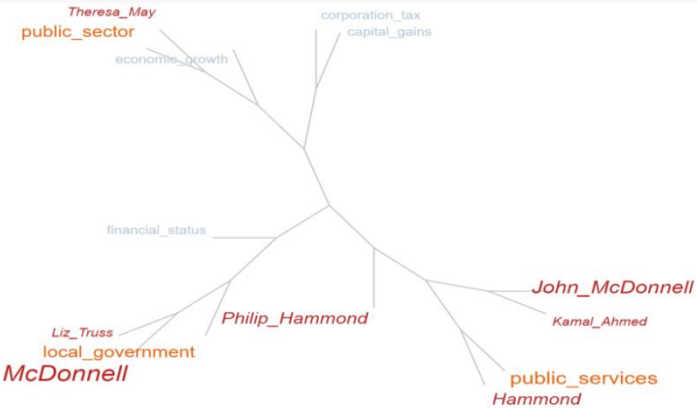 Theresa_May
corporation_tax
public_sector
capital_gains
economic_growth
financial_status
John_McDonnell
Philip_Hammond
Kamal_Ahmed
Liz_Truss
local_government
McDonnell
public_services
Hammond